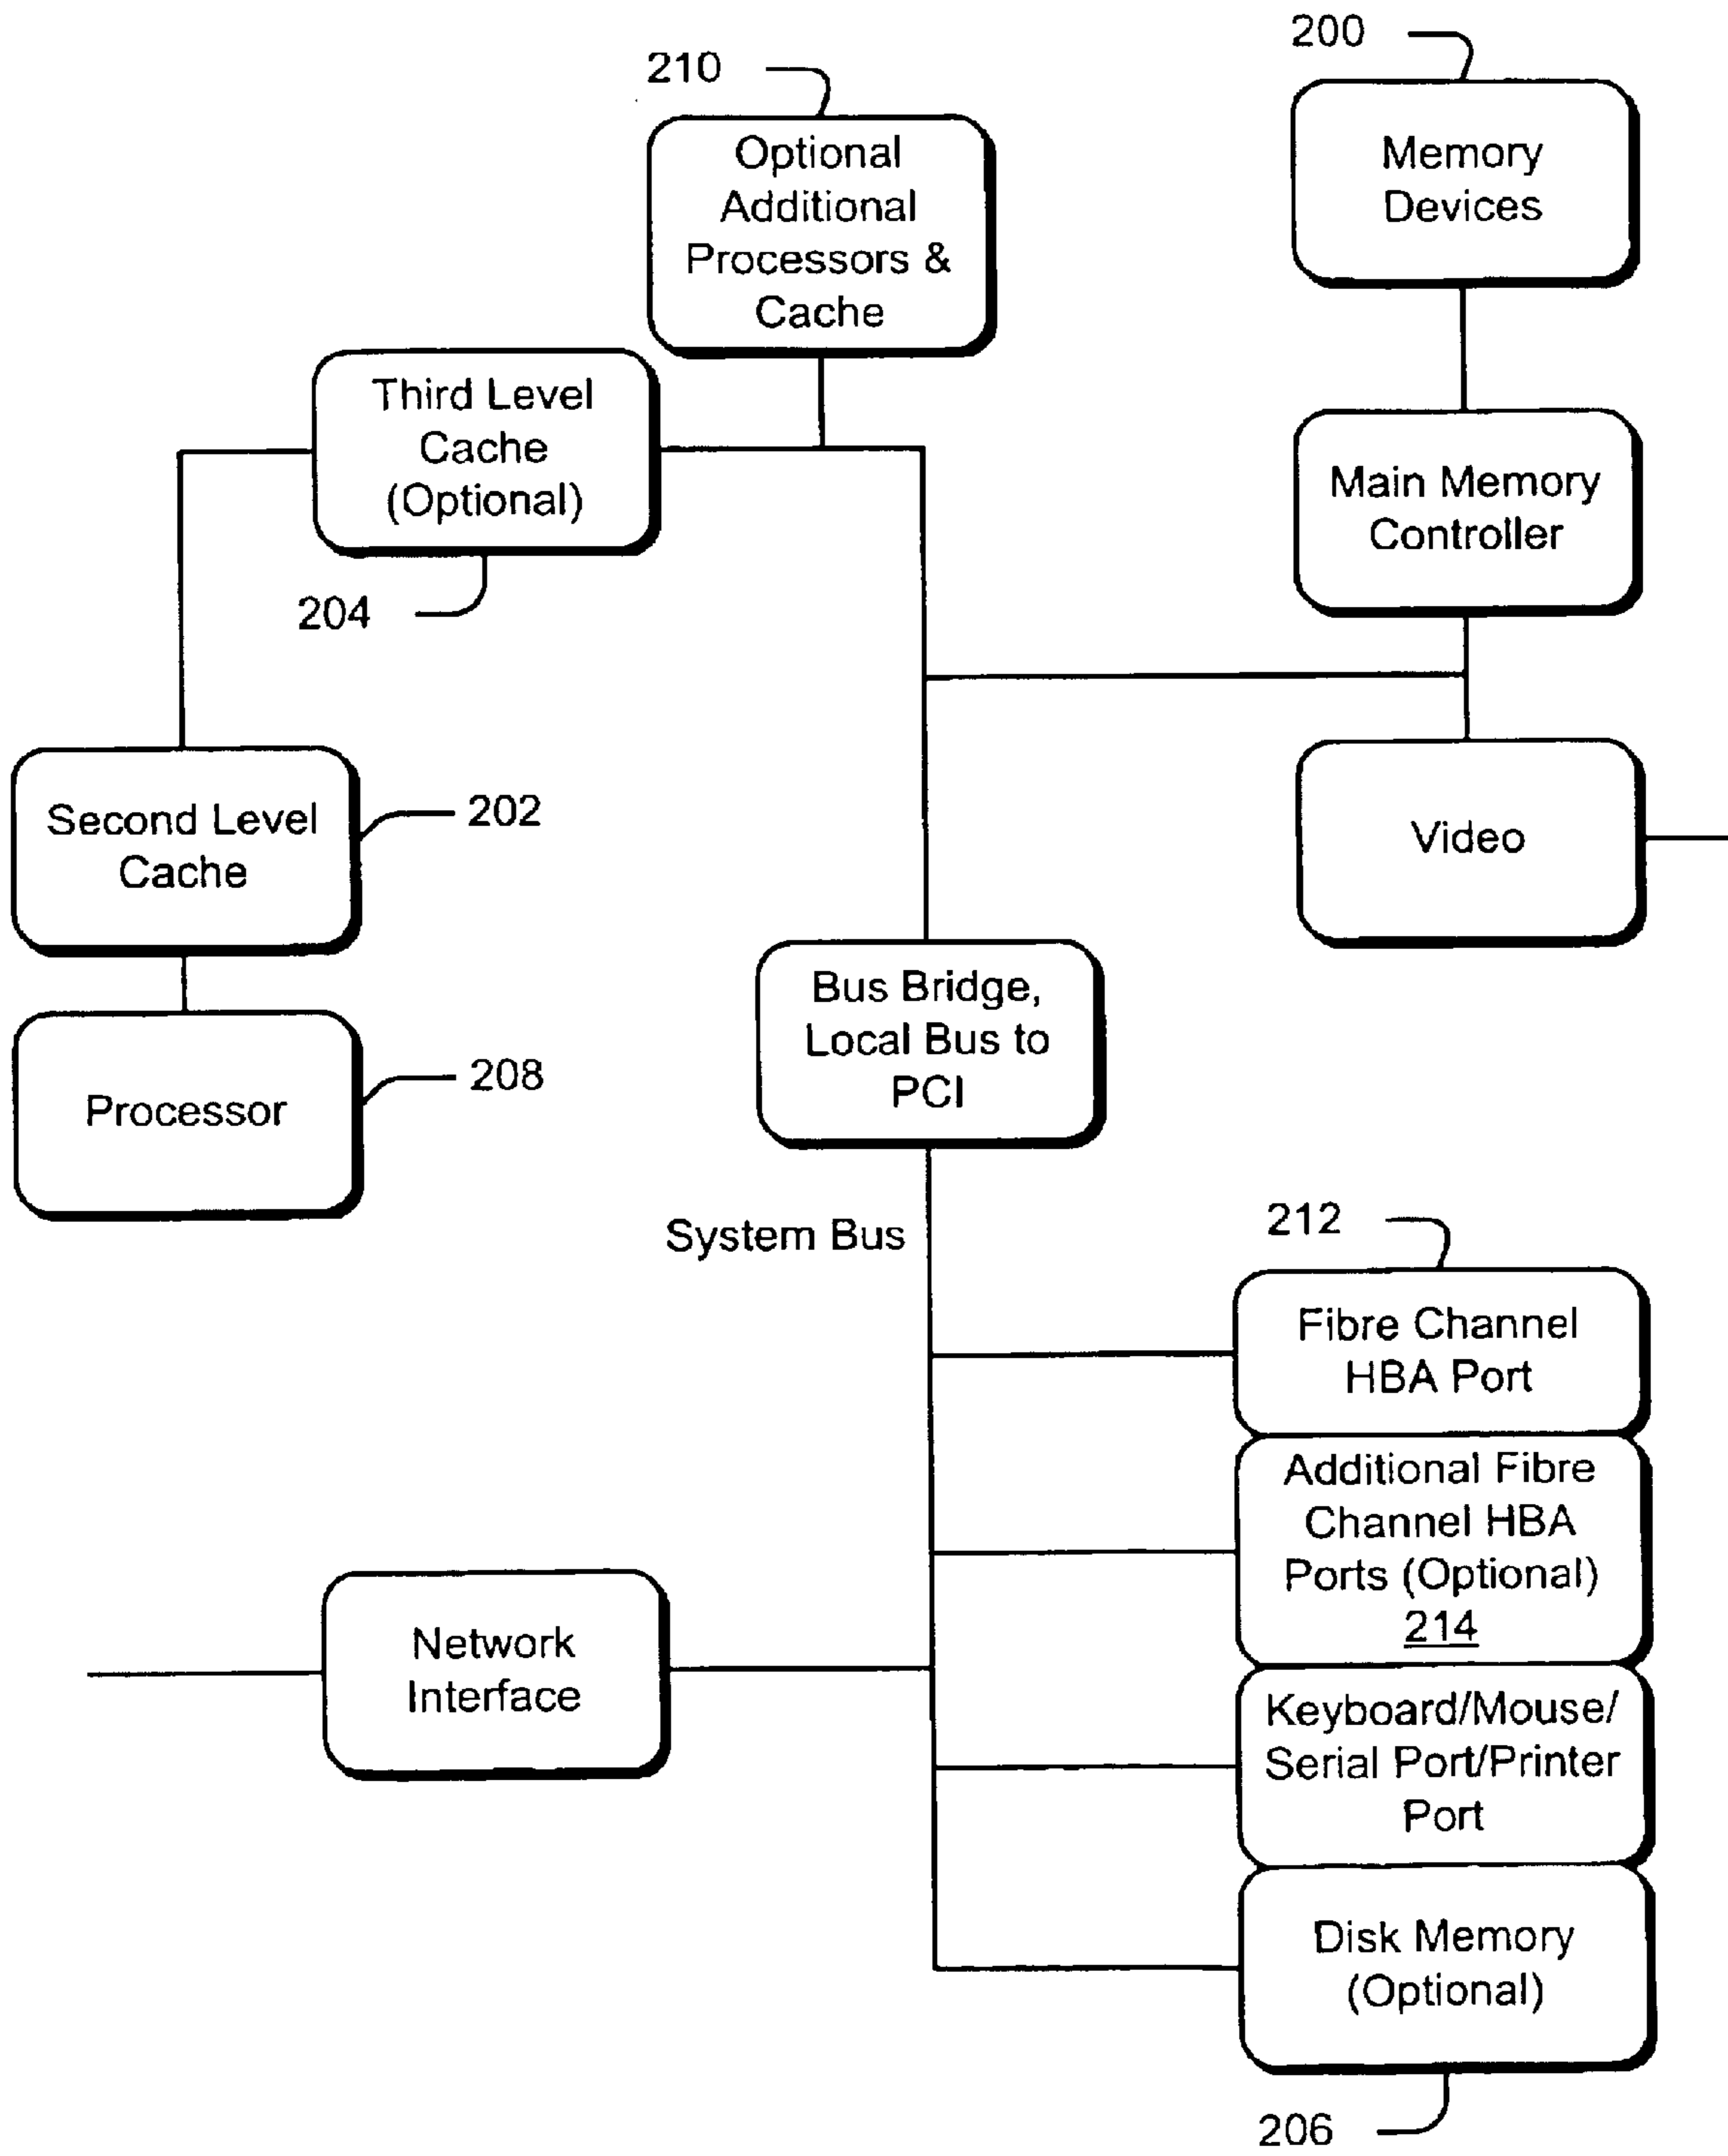 200
210
Optional
Additional
Processors &
Cache
Memory
Devices
Third Level
Cache
(Optional)
204
Main Memory
Controller
Second Level
Cache
202
Video
Processor
208
Bus Bridge,
Local Bus to
PCI
System Bus
212
Fibre Channel
HBA Port
Additional Fibre
Channel HBA
Ports (Optional)
214
Network
Interface
Keyboard/Mouse/
Serial Port/Printer
Port
Disk Memory
(Optional)
206